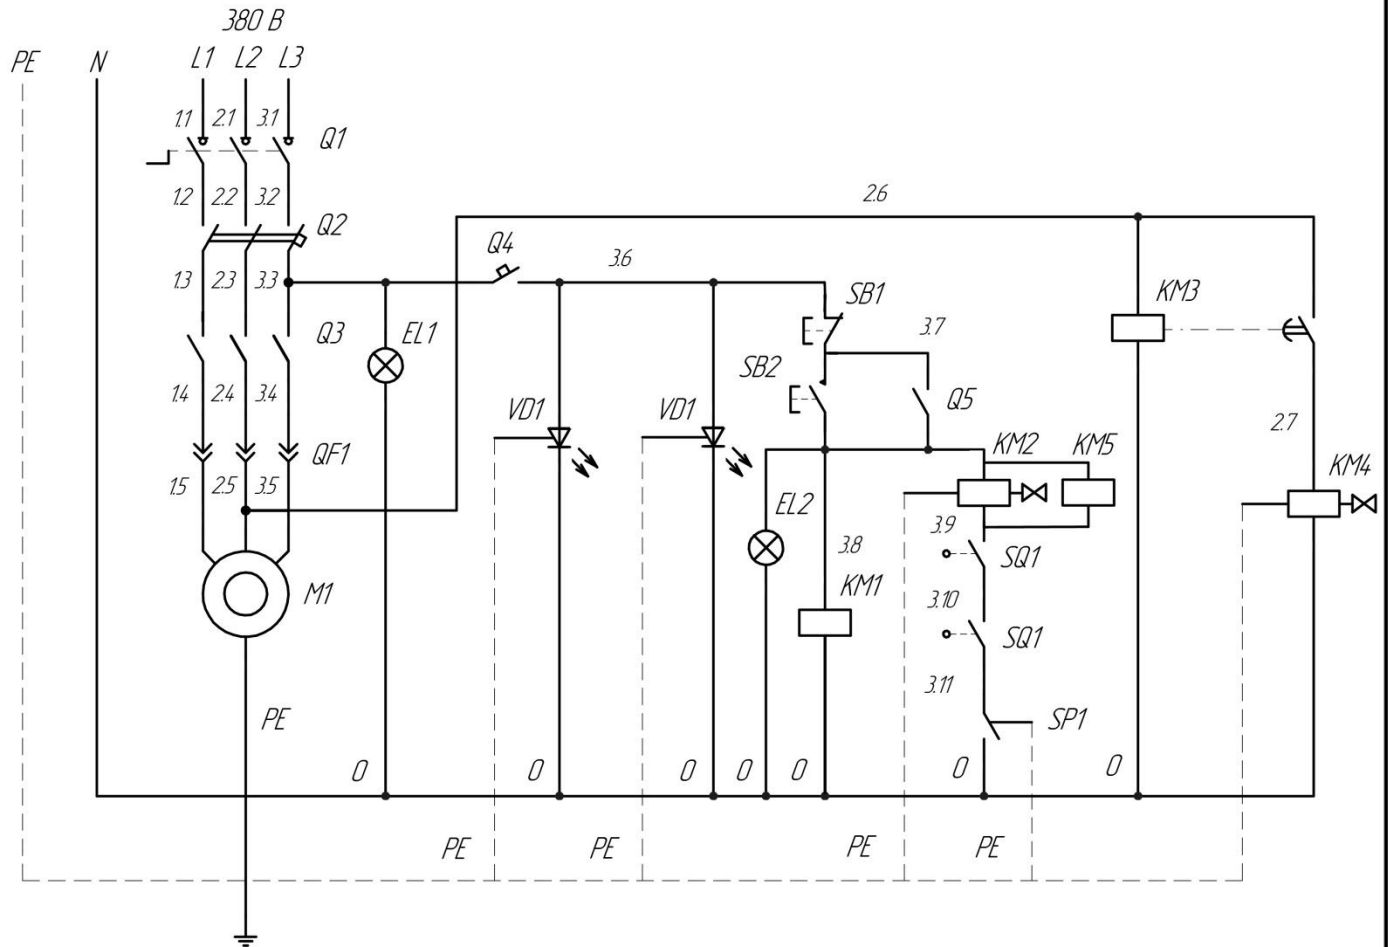 380 В
PE N L1 L2 L3
1.1 2.1 3.1 Q1
1.2 2.2 3.2 Q2 2.6
1.3 2.3 3.3 Q4 3.6
Q3 EL1 SB1 3.7 KM3
1.4 2.4 3.4 VD1 VD1 SB2 Q5
QF1 KM2 KM5 2.7 KM4
1.5 2.5 3.5 EL2
3.8 3.9 SQ1
M1 KM1 3.10 SQ1
3.11
PE SP1
0 0 0 0 0 0 0
PE PE PE PE